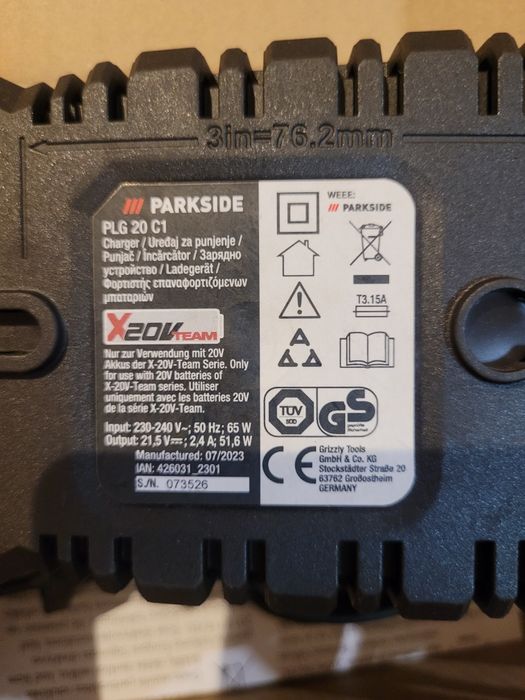 3in=76.2mm
PARKSIDE
PLG 20 C1
Charger / Uređaj za punjenje /
Punjač / Încărcător / Зарядно
устройство / Ladegerät /
Φορτιστής επαναφορτιζόμενων
μπαταριών
X20V TEAM
Nur zur Verwendung mit 20V
Akkus der X-20V-Team Serie. Only
for use with 20V batteries of
X-20V-Team series. Utiliser
uniquement avec les batteries 20V
de la série X-20V-Team.
Input: 230-240 V~; 50 Hz; 65 W
Output: 21,5 V⎓; 2,4 A; 51,6 W
Manufactured: 07/2023
IAN: 426031_2301
S./N. 073526
WEEE:
PARKSIDE
T3.15A
TÜV
SÜD
GS
geprüfte
Sicherheit
CE
Grizzly Tools
GmbH & Co. KG
Stockstädter Straße 20
63762 Großostheim
GERMANY